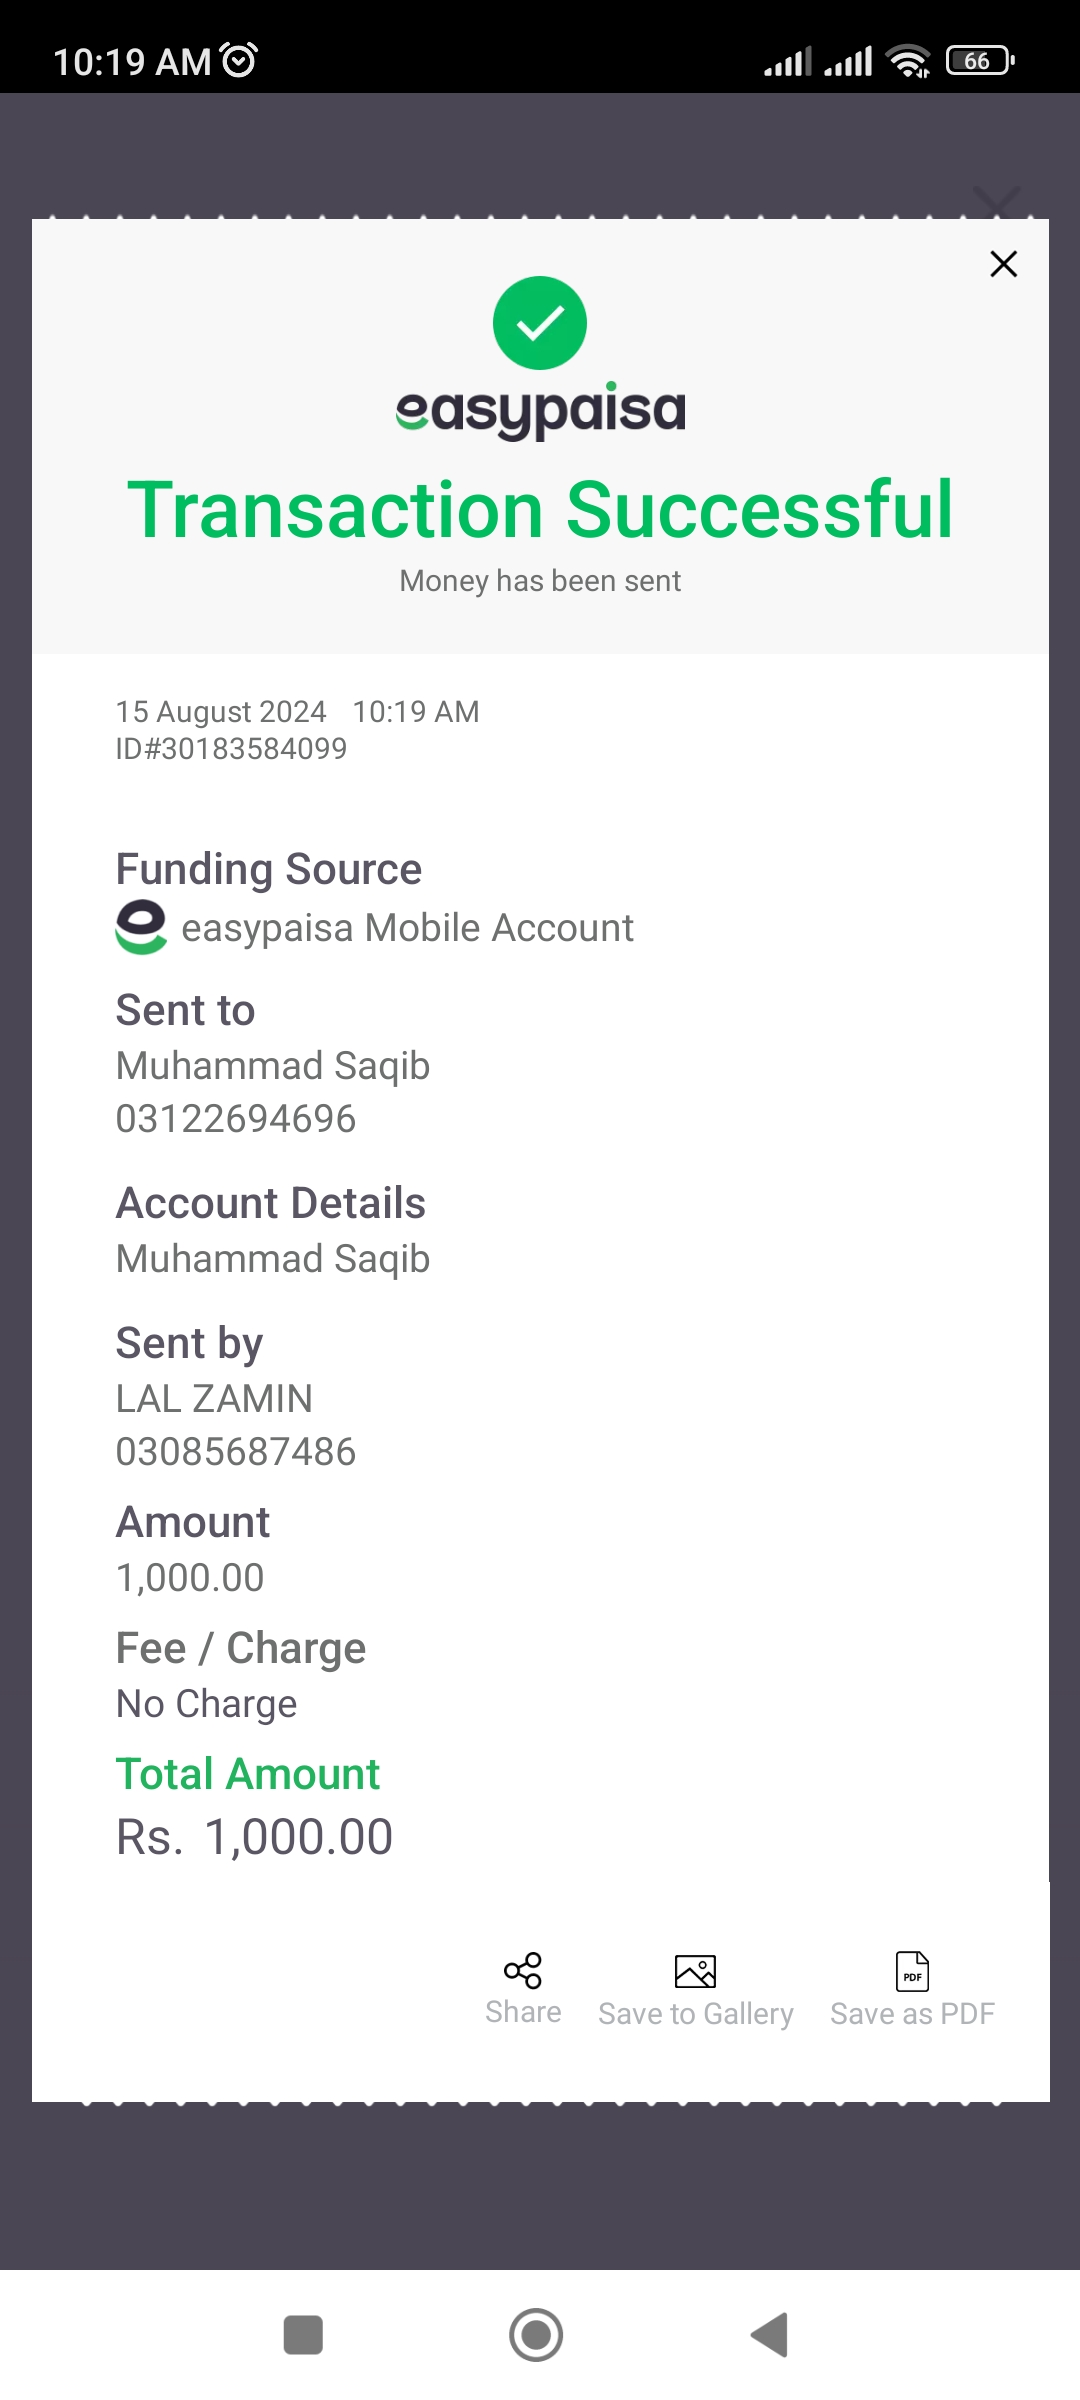 10:19 AM
66
easypaisa
Transaction Successful
Money has been sent
15 August 2024 10:19 AM
ID#30183584099
Funding Source
easypaisa Mobile Account
Sent to
Muhammad Saqib
03122694696
Account Details
Muhammad Saqib
Sent by
LAL ZAMIN
03085687486
Amount
1,000.00
Fee / Charge
No Charge
Total Amount
Rs. 1,000.00
PDF
Share Save to Gallery Save as PDF